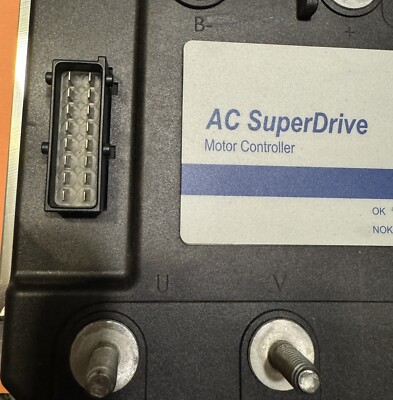 B-
+
AC SuperDrive
Motor Controller
OK
NOK
U
V